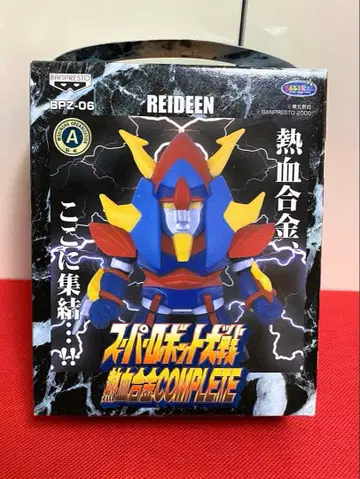 BANPRESTO
BPZ-06
A
REIDEEN
©東北新社
BANPRESTO 2000
熱血合金、
ここに集結…!!
スーパーロボット大戦
熱血合金COMPLETE